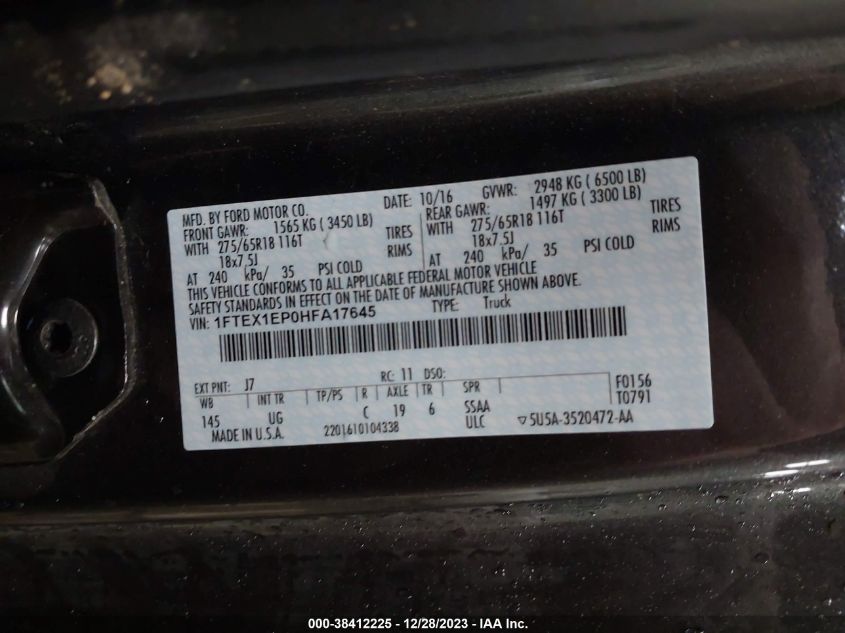 MFD. BY FORD MOTOR CO. DATE: 10/16 GVWR: 2948 KG ( 6500 LB)
FRONT GAWR: 1565 KG ( 3450 LB) REAR GAWR: 1497 KG ( 3300 LB)
WITH 275/65R18 116T TIRES WITH 275/65R18 116T TIRES
18x7.5J RIMS 18x7.5J RIMS
AT 240 kPa/ 35 PSI COLD AT 240 kPa/ 35 PSI COLD
THIS VEHICLE CONFORMS TO ALL APPLICABLE FEDERAL MOTOR VEHICLE
SAFETY STANDARDS IN EFFECT ON THE DATE OF MANUFACTURE SHOWN ABOVE.
VIN: 1FTEX1EP0HFA17645 TYPE: Truck
EXT PNT: J7 RC: 11 DSO: F0156
WB INT TR TP/PS R AXLE TR SPR T0791
145 UG C 19 6 SSAA
MADE IN U.S.A. 2201610104338 ULC ▽5U5A-3520472-AA
000-38412225 - 12/28/2023 - IAA Inc.